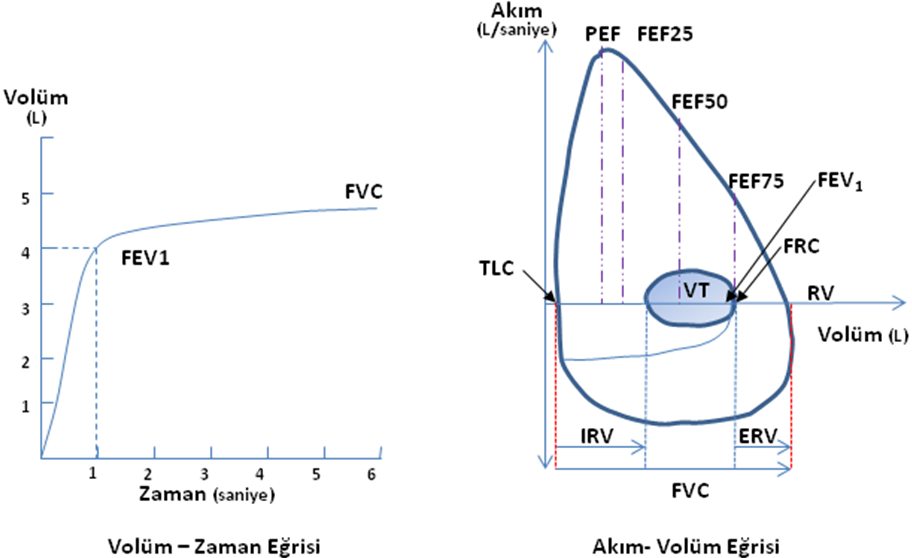 Volüm
(L)
5
4
3
2
1
FVC
FEV1
1
2
3
4
5
6
Zaman (saniye)
Volüm – Zaman Eğrisi
Akım
(L/saniye)
PEF
FEF25
FEF50
FEF75
FEV1
FRC
TLC
VT
RV
Volüm (L)
IRV
ERV
FVC
Akım- Volüm Eğrisi